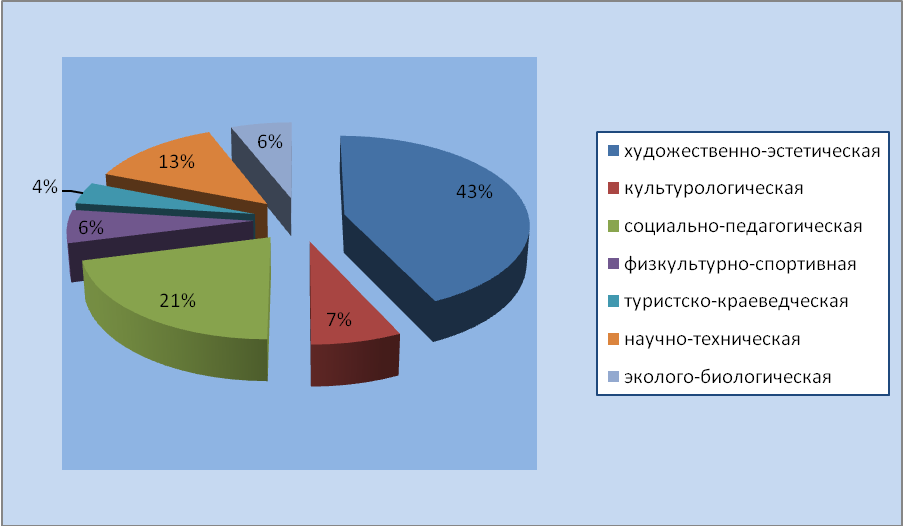 6%
13%
43%
4%
6%
21%
7%
художественно-эстетическая
культурологическая
социально-педагогическая
физкультурно-спортивная
туристско-краеведческая
научно-техническая
эколого-биологическая